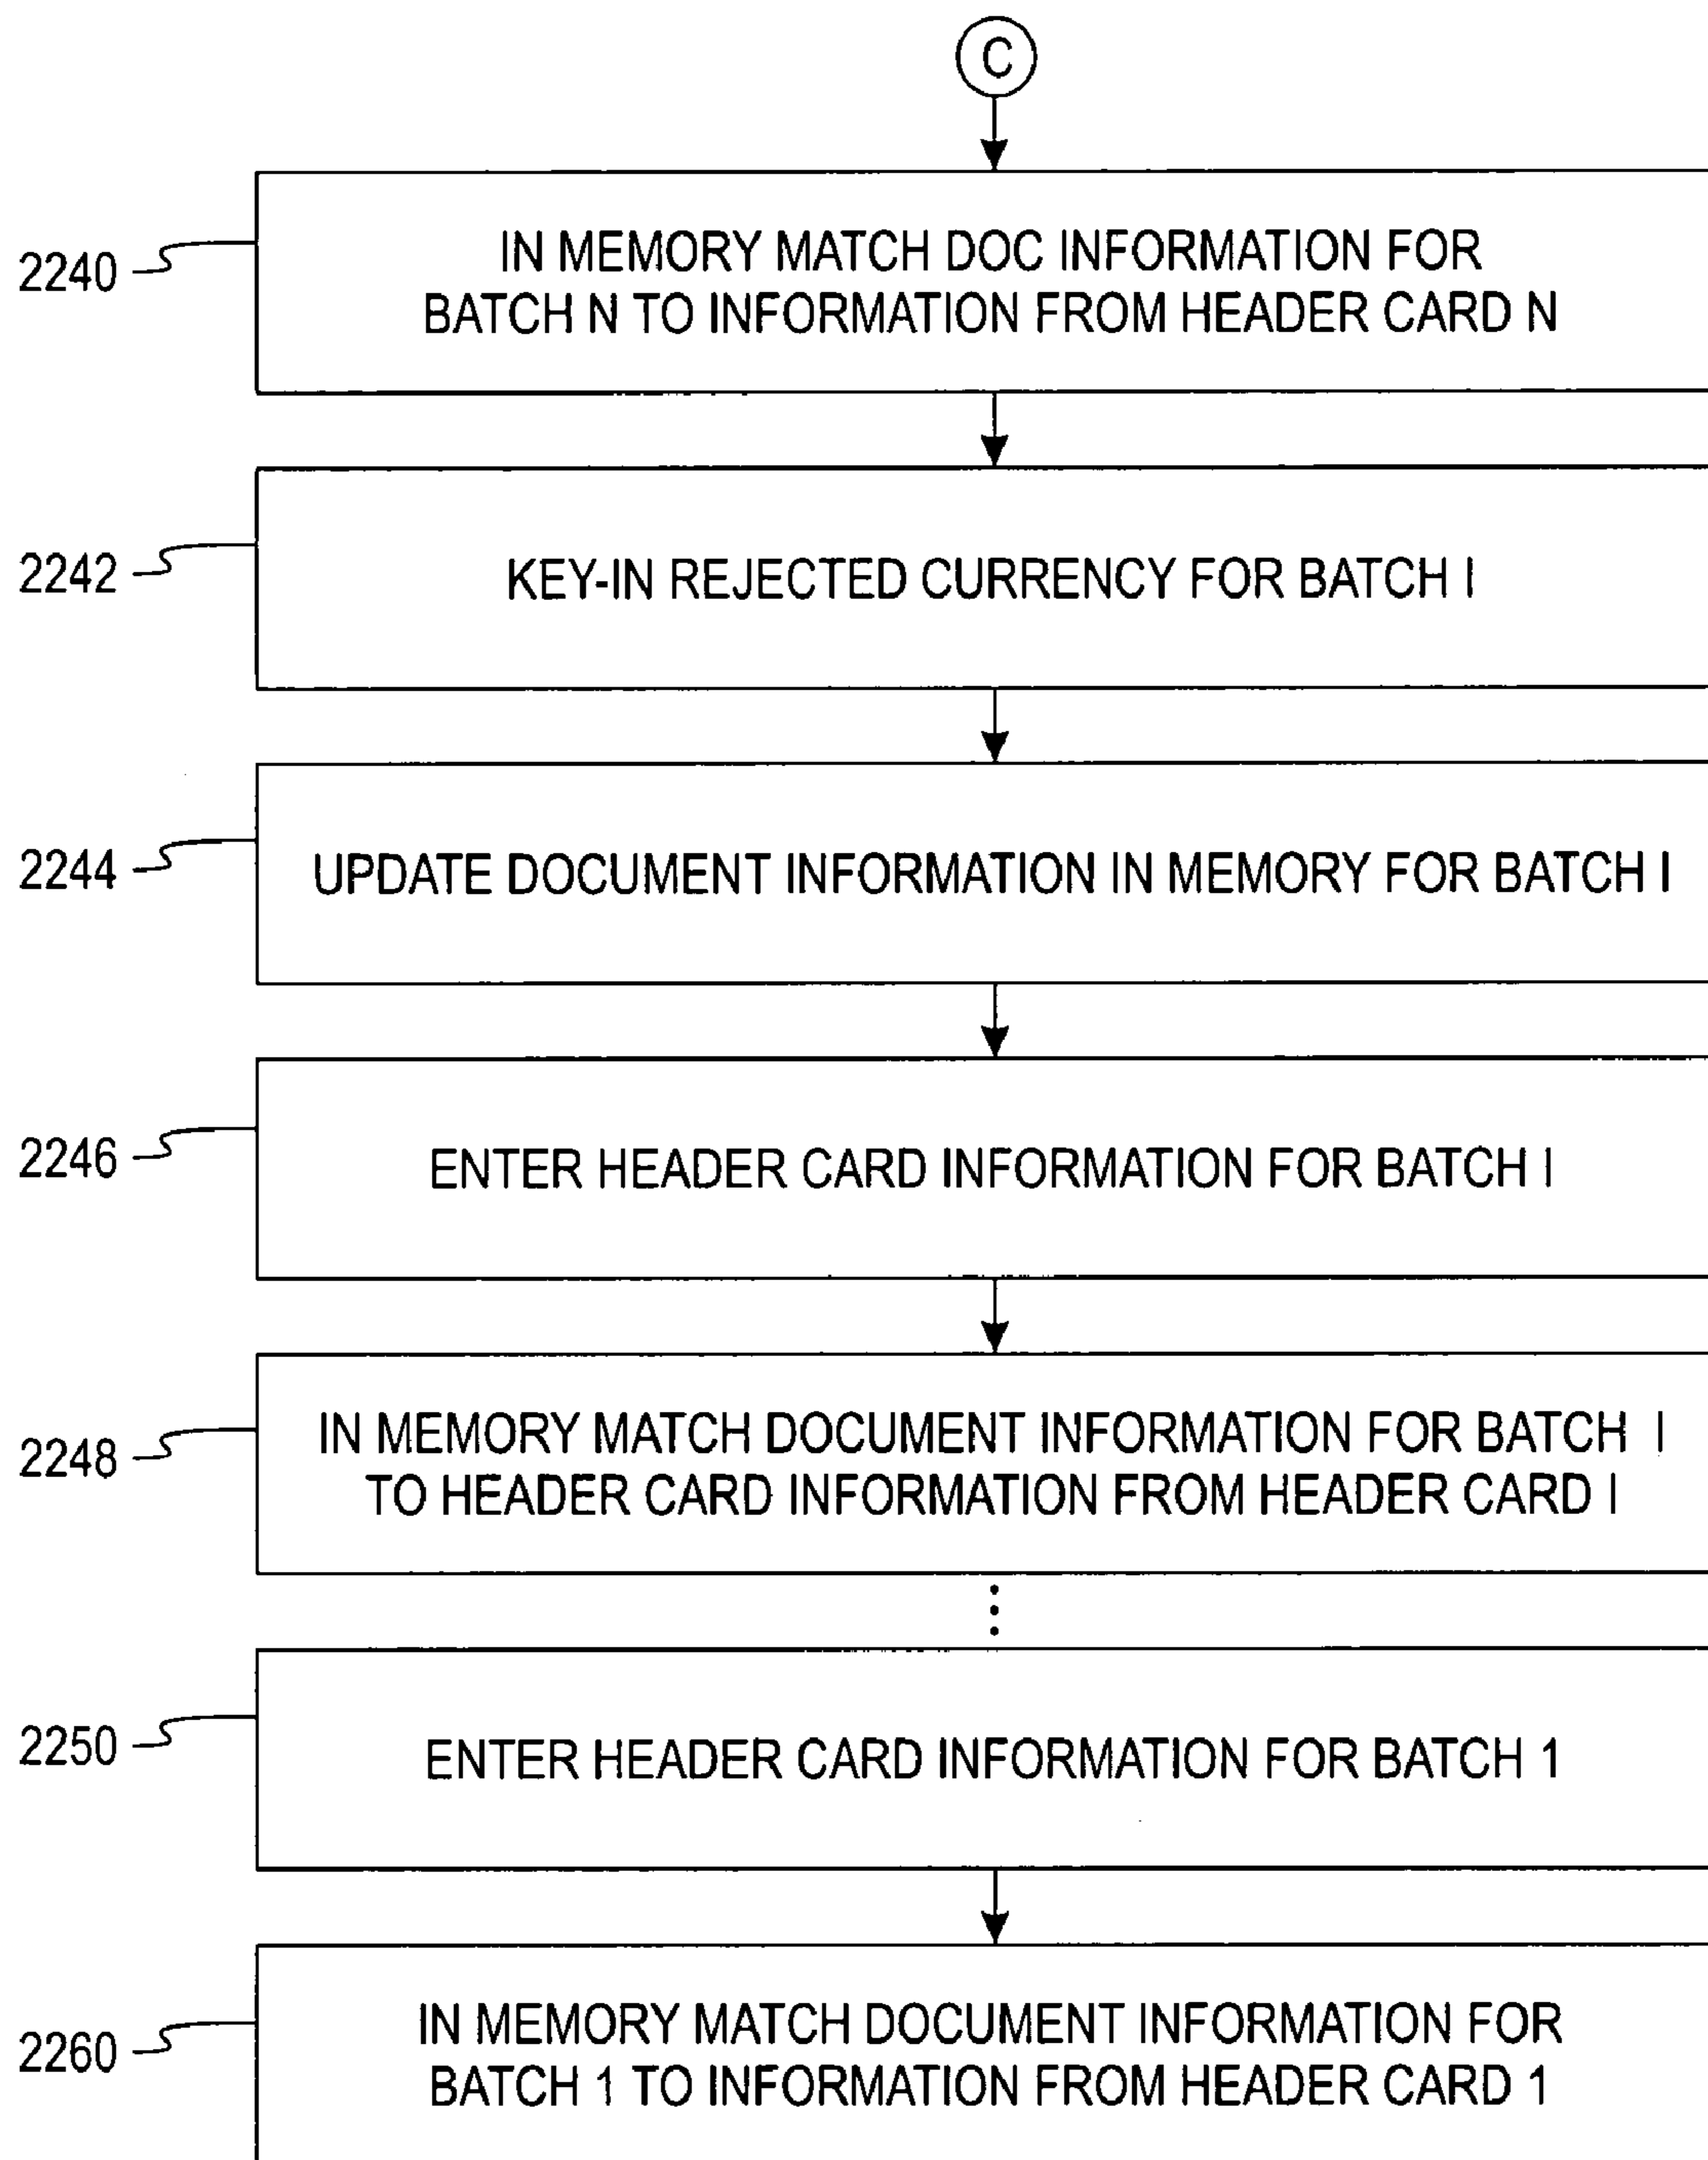 C
2240
IN MEMORY MATCH DOC INFORMATION FOR
BATCH N TO INFORMATION FROM HEADER CARD N
2242
KEY-IN REJECTED CURRENCY FOR BATCH I
2244
UPDATE DOCUMENT INFORMATION IN MEMORY FOR BATCH I
2246
ENTER HEADER CARD INFORMATION FOR BATCH I
2248
IN MEMORY MATCH DOCUMENT INFORMATION FOR BATCH I
TO HEADER CARD INFORMATION FROM HEADER CARD I
2250
ENTER HEADER CARD INFORMATION FOR BATCH 1
2260
IN MEMORY MATCH DOCUMENT INFORMATION FOR
BATCH 1 TO INFORMATION FROM HEADER CARD 1